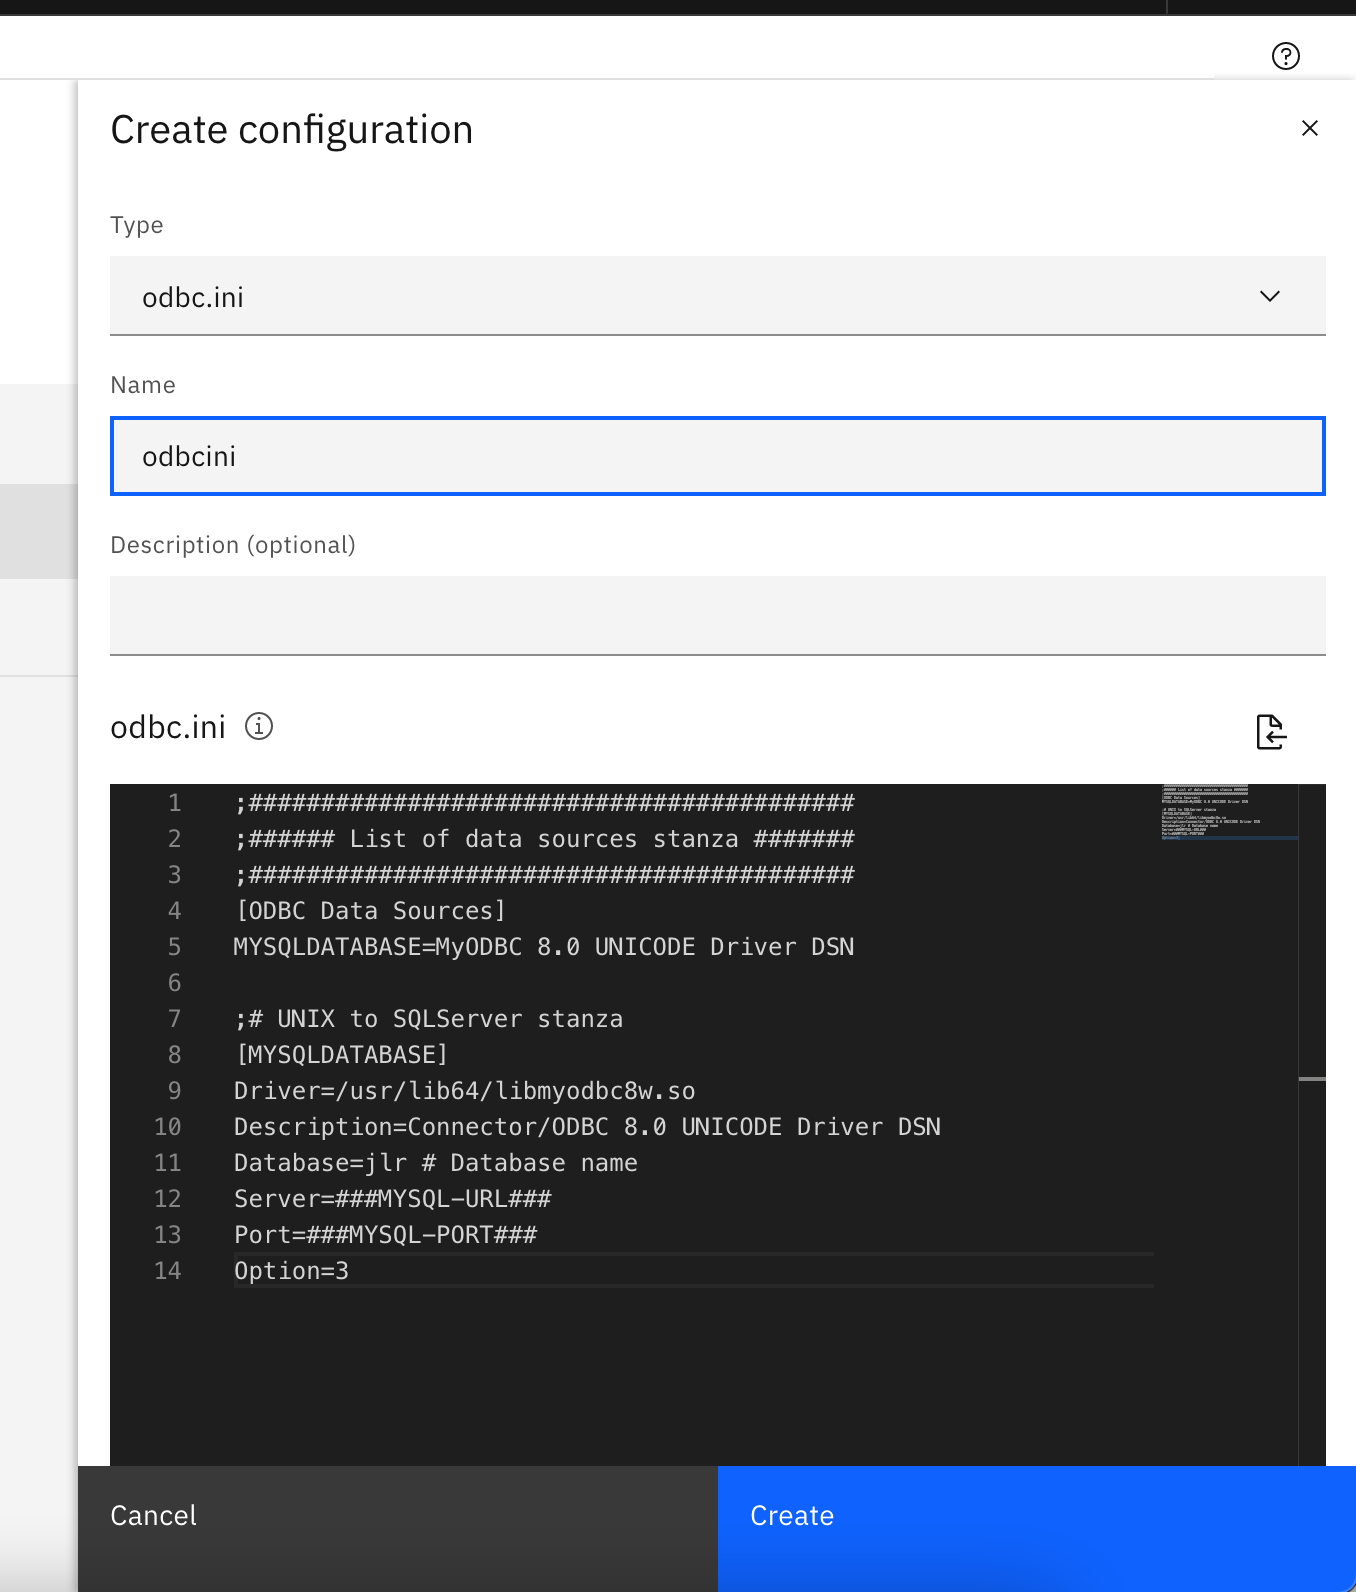 Create configuration
Type
odbc.ini
Name
odbcini
Description (optional)
odbc.ini
1 ;##########################################
2 ;###### List of data sources stanza #######
3 ;##########################################
4 [ODBC Data Sources]
5 MYSQLDATABASE=MyODBC 8.0 UNICODE Driver DSN
6
7 ;# UNIX to SQLServer stanza
8 [MYSQLDATABASE]
9 Driver=/usr/lib64/libmyodbc8w.so
10 Description=Connector/ODBC 8.0 UNICODE Driver DSN
11 Database=jlr # Database name
12 Server=###MYSQL-URL###
13 Port=###MYSQL-PORT###
14 Option=3
Cancel
Create